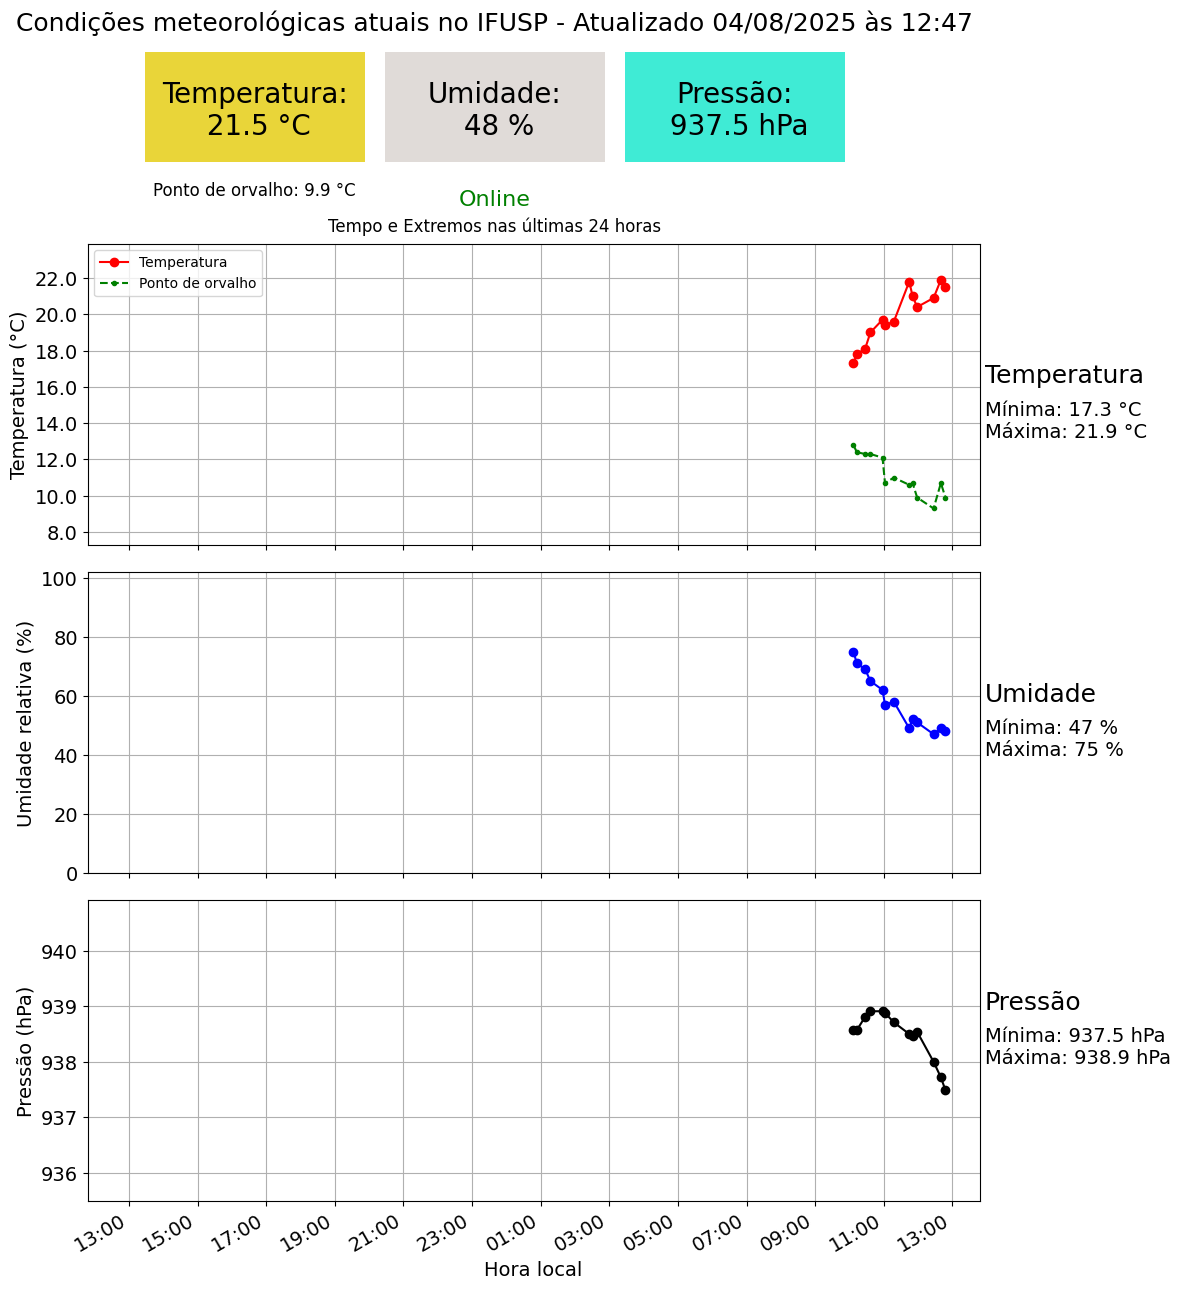 Condições meteorológicas atuais no IFUSP - Atualizado 04/08/2025 às 12:47
Temperatura:
21.5 °C
Umidade:
48 %
Pressão:
937.5 hPa
Ponto de orvalho: 9.9 °C
Online
Tempo e Extremos nas últimas 24 horas
Temperatura
Ponto de orvalho
Temperatura (°C)
22.0
20.0
18.0
16.0
14.0
12.0
10.0
8.0
Temperatura
Mínima: 17.3 °C
Máxima: 21.9 °C
Umidade relativa (%)
100
80
60
40
20
0
Umidade
Mínima: 47 %
Máxima: 75 %
Pressão (hPa)
940
939
938
937
936
Pressão
Mínima: 937.5 hPa
Máxima: 938.9 hPa
13:00 15:00 17:00 19:00 21:00 23:00 01:00 03:00 05:00 07:00 09:00 11:00 13:00
Hora local